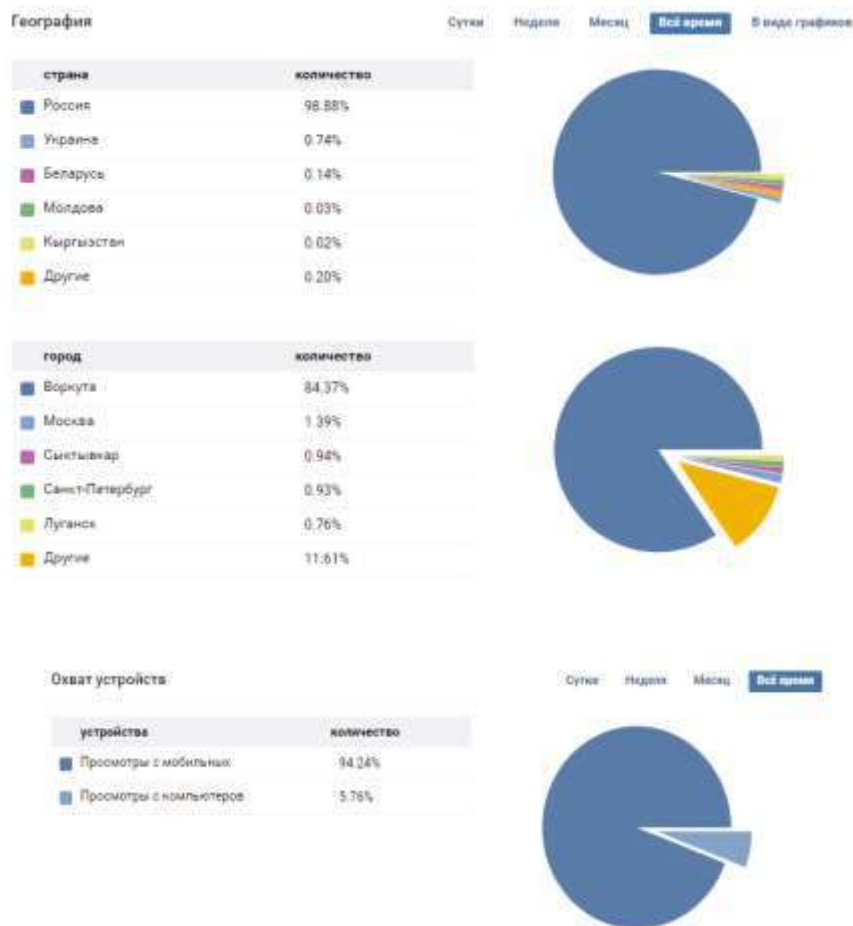 География
Сутки Неделя Месяц Всё время В виде графиков
страна количество
Россия 98.88%
Украина 0.74%
Беларусь 0.14%
Молдова 0.03%
Кыргызстан 0.02%
Другие 0.20%
город количество
Воркута 84.37%
Москва 1.39%
Сыктывкар 0.94%
Санкт-Петербург 0.93%
Луганск 0.76%
Другие 11.61%
Охват устройств
Сутки Неделя Месяц Всё время
устройства количество
Просмотры с мобильных 94.24%
Просмотры с компьютеров 5.76%